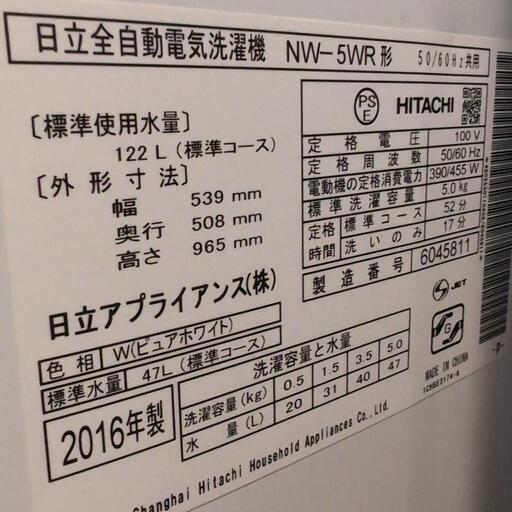 日立全自動電気洗濯機 NW-5WR形 50/60Hz共用
PS
E
HITACHI
[標準使用水量]
122L(標準コース)
[外形寸法]
幅 539 mm
奥行 508 mm
高さ 965 mm
定格電圧 100 V
定格周波数 50/60 Hz
電動機の定格消費電力 390/455 W
標準洗濯容量 5.0kg
定格時間 標準コース 52分
洗いのみ 17分
製造番号 6045811
日立アプライアンス(株)
S JET
色相 W(ピュアホワイト)
標準水量 47L(標準コース)
G
MADE IN CHINA
1CHSE3174-A
-P-
2016年製
洗濯容量と水量
洗濯容量(kg) 0.5 1.5 3.5 5.0
水量(L) 20 31 40 47
Shanghai Hitachi Household Appliances Co.,Ltd.